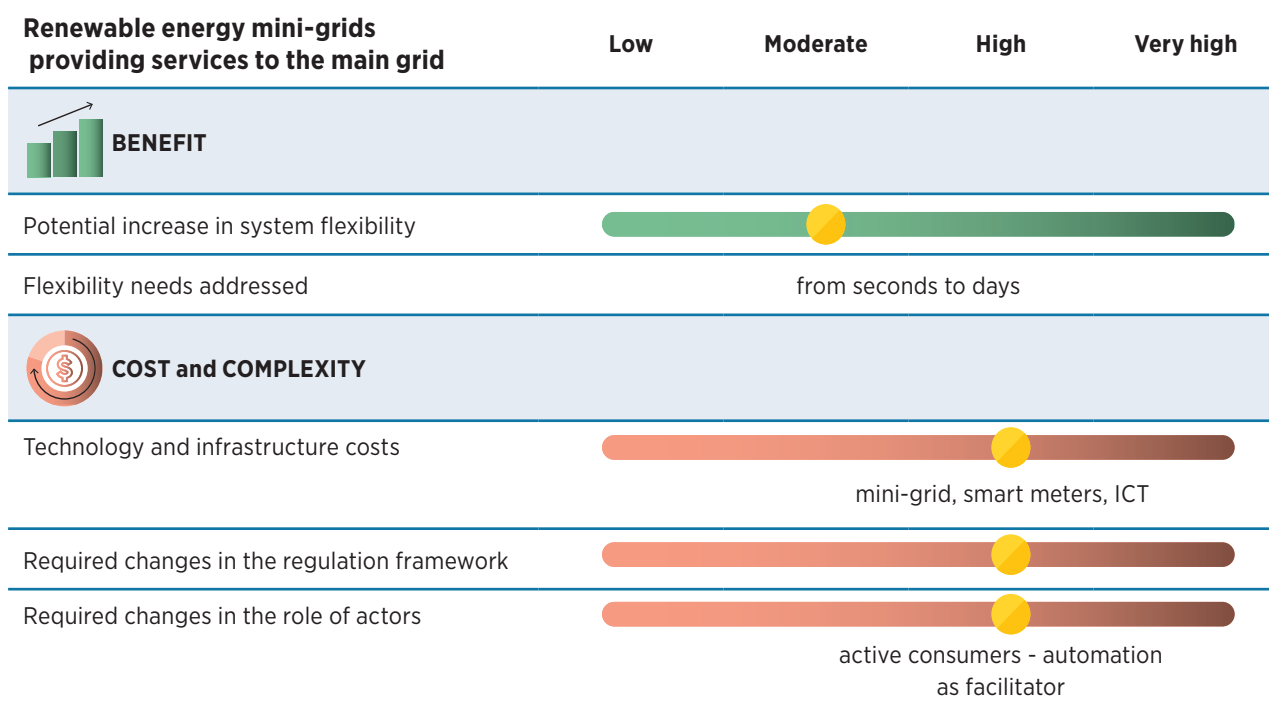 Renewable energy mini-grids
providing services to the main grid
Low Moderate High Very high
BENEFIT
Potential increase in system flexibility
Flexibility needs addressed from seconds to days
$ COST and COMPLEXITY
Technology and infrastructure costs
mini-grid, smart meters, ICT
Required changes in the regulation framework
Required changes in the role of actors
active consumers - automation
as facilitator